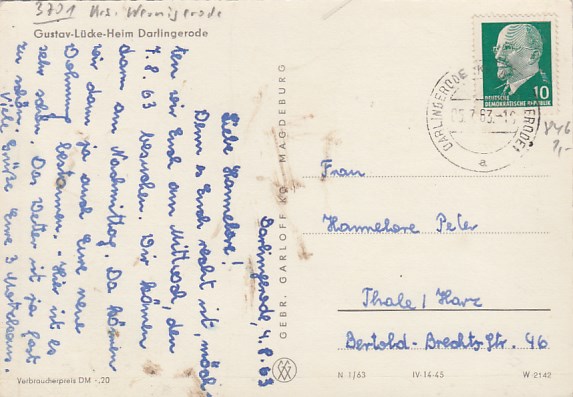 3701 Krs. Wernigerode
Gustav-Lücke-Heim Darlingerode
Darlingerode, 4.8.63
Liebe Hannelore!
Wenn es Euch recht ist, möch-
ten wir Euch am Mittwoch, den
7.8.63 besuchen. Wir kämen
dann am Nachmittag. Da können
wir dann ja auch Eure neue
Wohnung bestaunen. - Hier ist es
sehr schön. Das Wetter ist ja fast
zu schön. Viele Grüße Eure 3
Verbraucherpreis DM -,20
GEBR. GARLOFF KG MAGDEBURG
DEUTSCHE
DEMOKRATISCHE REPUBLIK
10
DARLINGERODE
a
Frau
Hannelore Peter
Thale / Harz
Bertold-Brecht-Str. 46
N 1/63 IV-14-45 W 2142